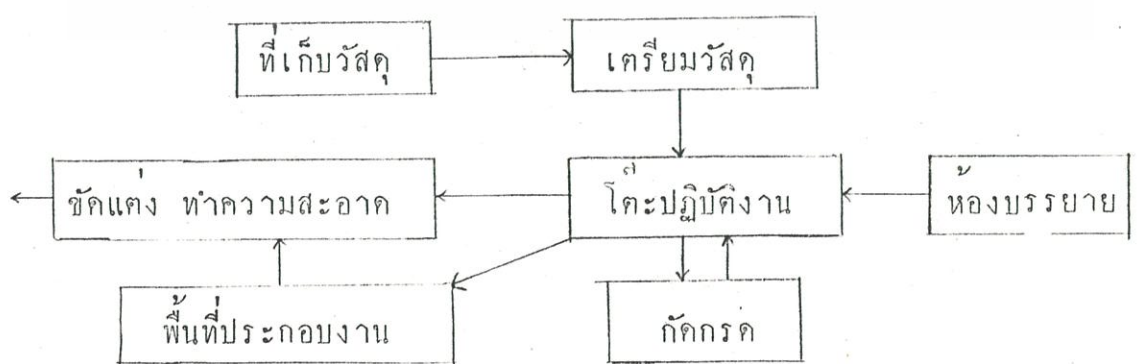 ที่เก็บวัสดุ
เตรียมวัสดุ
ขัดแต่ง ทำความสะอาด
โต๊ะปฏิบัติงาน
ห้องบรรยาย
พื้นที่ประกอบงาน
กัดกรด